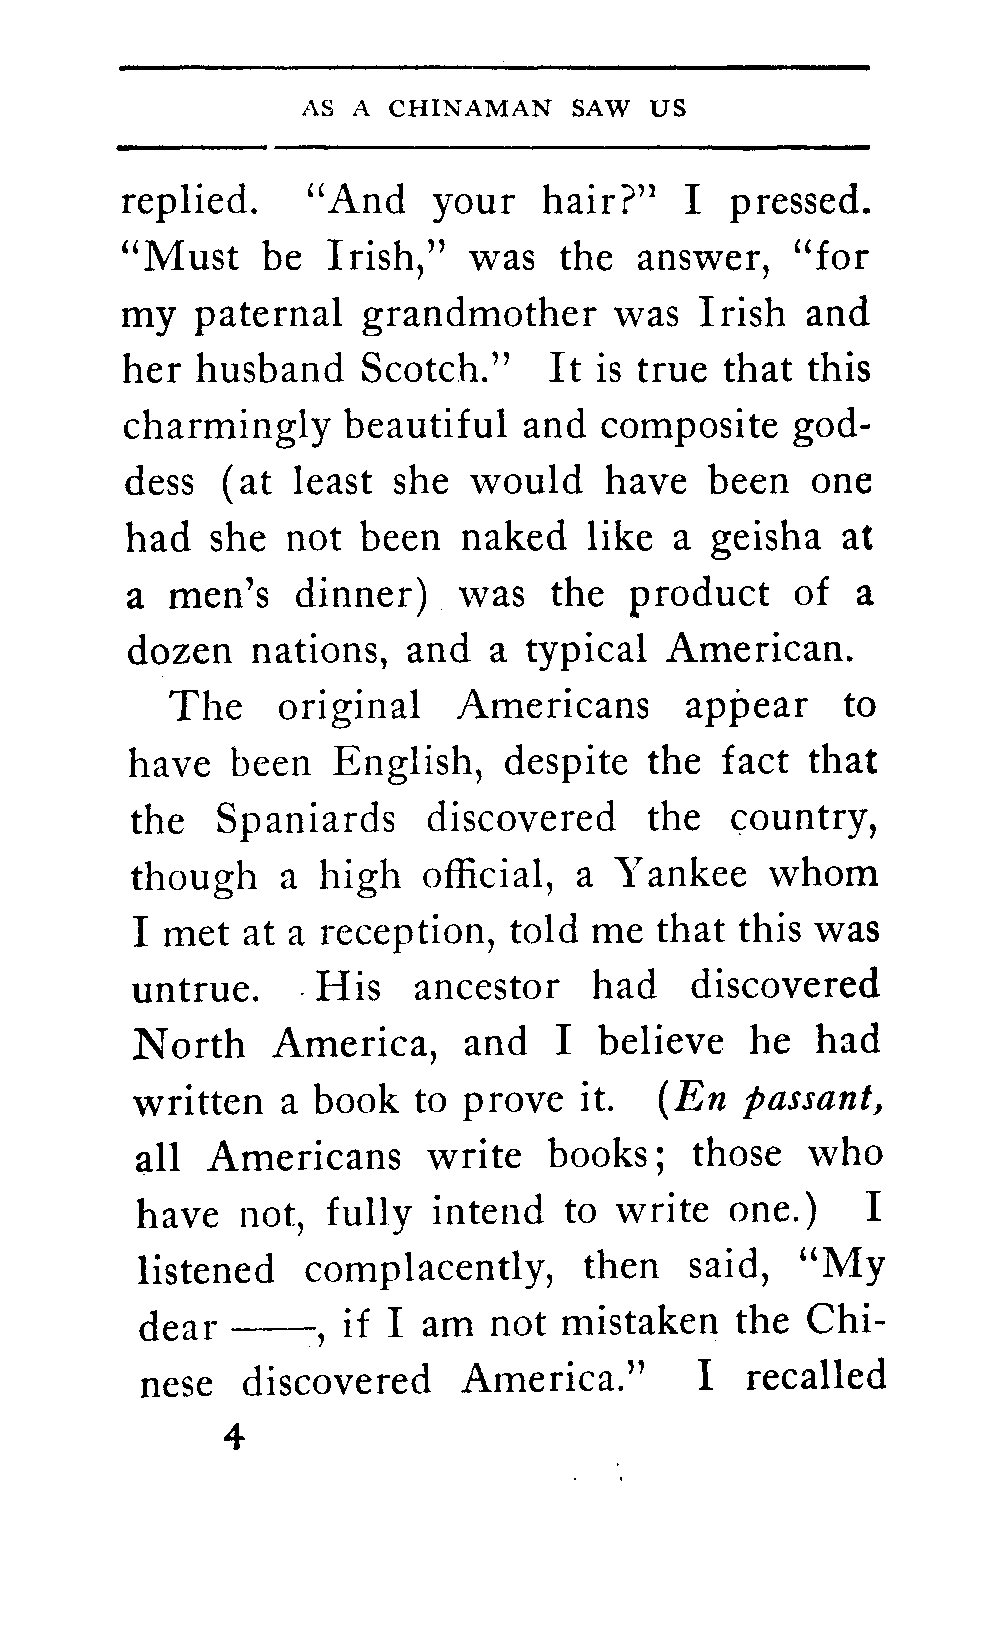 AS A CHINAMAN SAW US
replied. “And your hair?” I pressed.
“Must be Irish,” was the answer, “for
my paternal grandmother was Irish and
her husband Scotch.” It is true that this
charmingly beautiful and composite god-
dess (at least she would have been one
had she not been naked like a geisha at
a men’s dinner) was the product of a
dozen nations, and a typical American.
The original Americans appear to
have been English, despite the fact that
the Spaniards discovered the country,
though a high official, a Yankee whom
I met at a reception, told me that this was
untrue. His ancestor had discovered
North America, and I believe he had
written a book to prove it. (En passant,
all Americans write books; those who
have not, fully intend to write one.) I
listened complacently, then said, “My
dear ——, if I am not mistaken the Chi-
nese discovered America.” I recalled
4